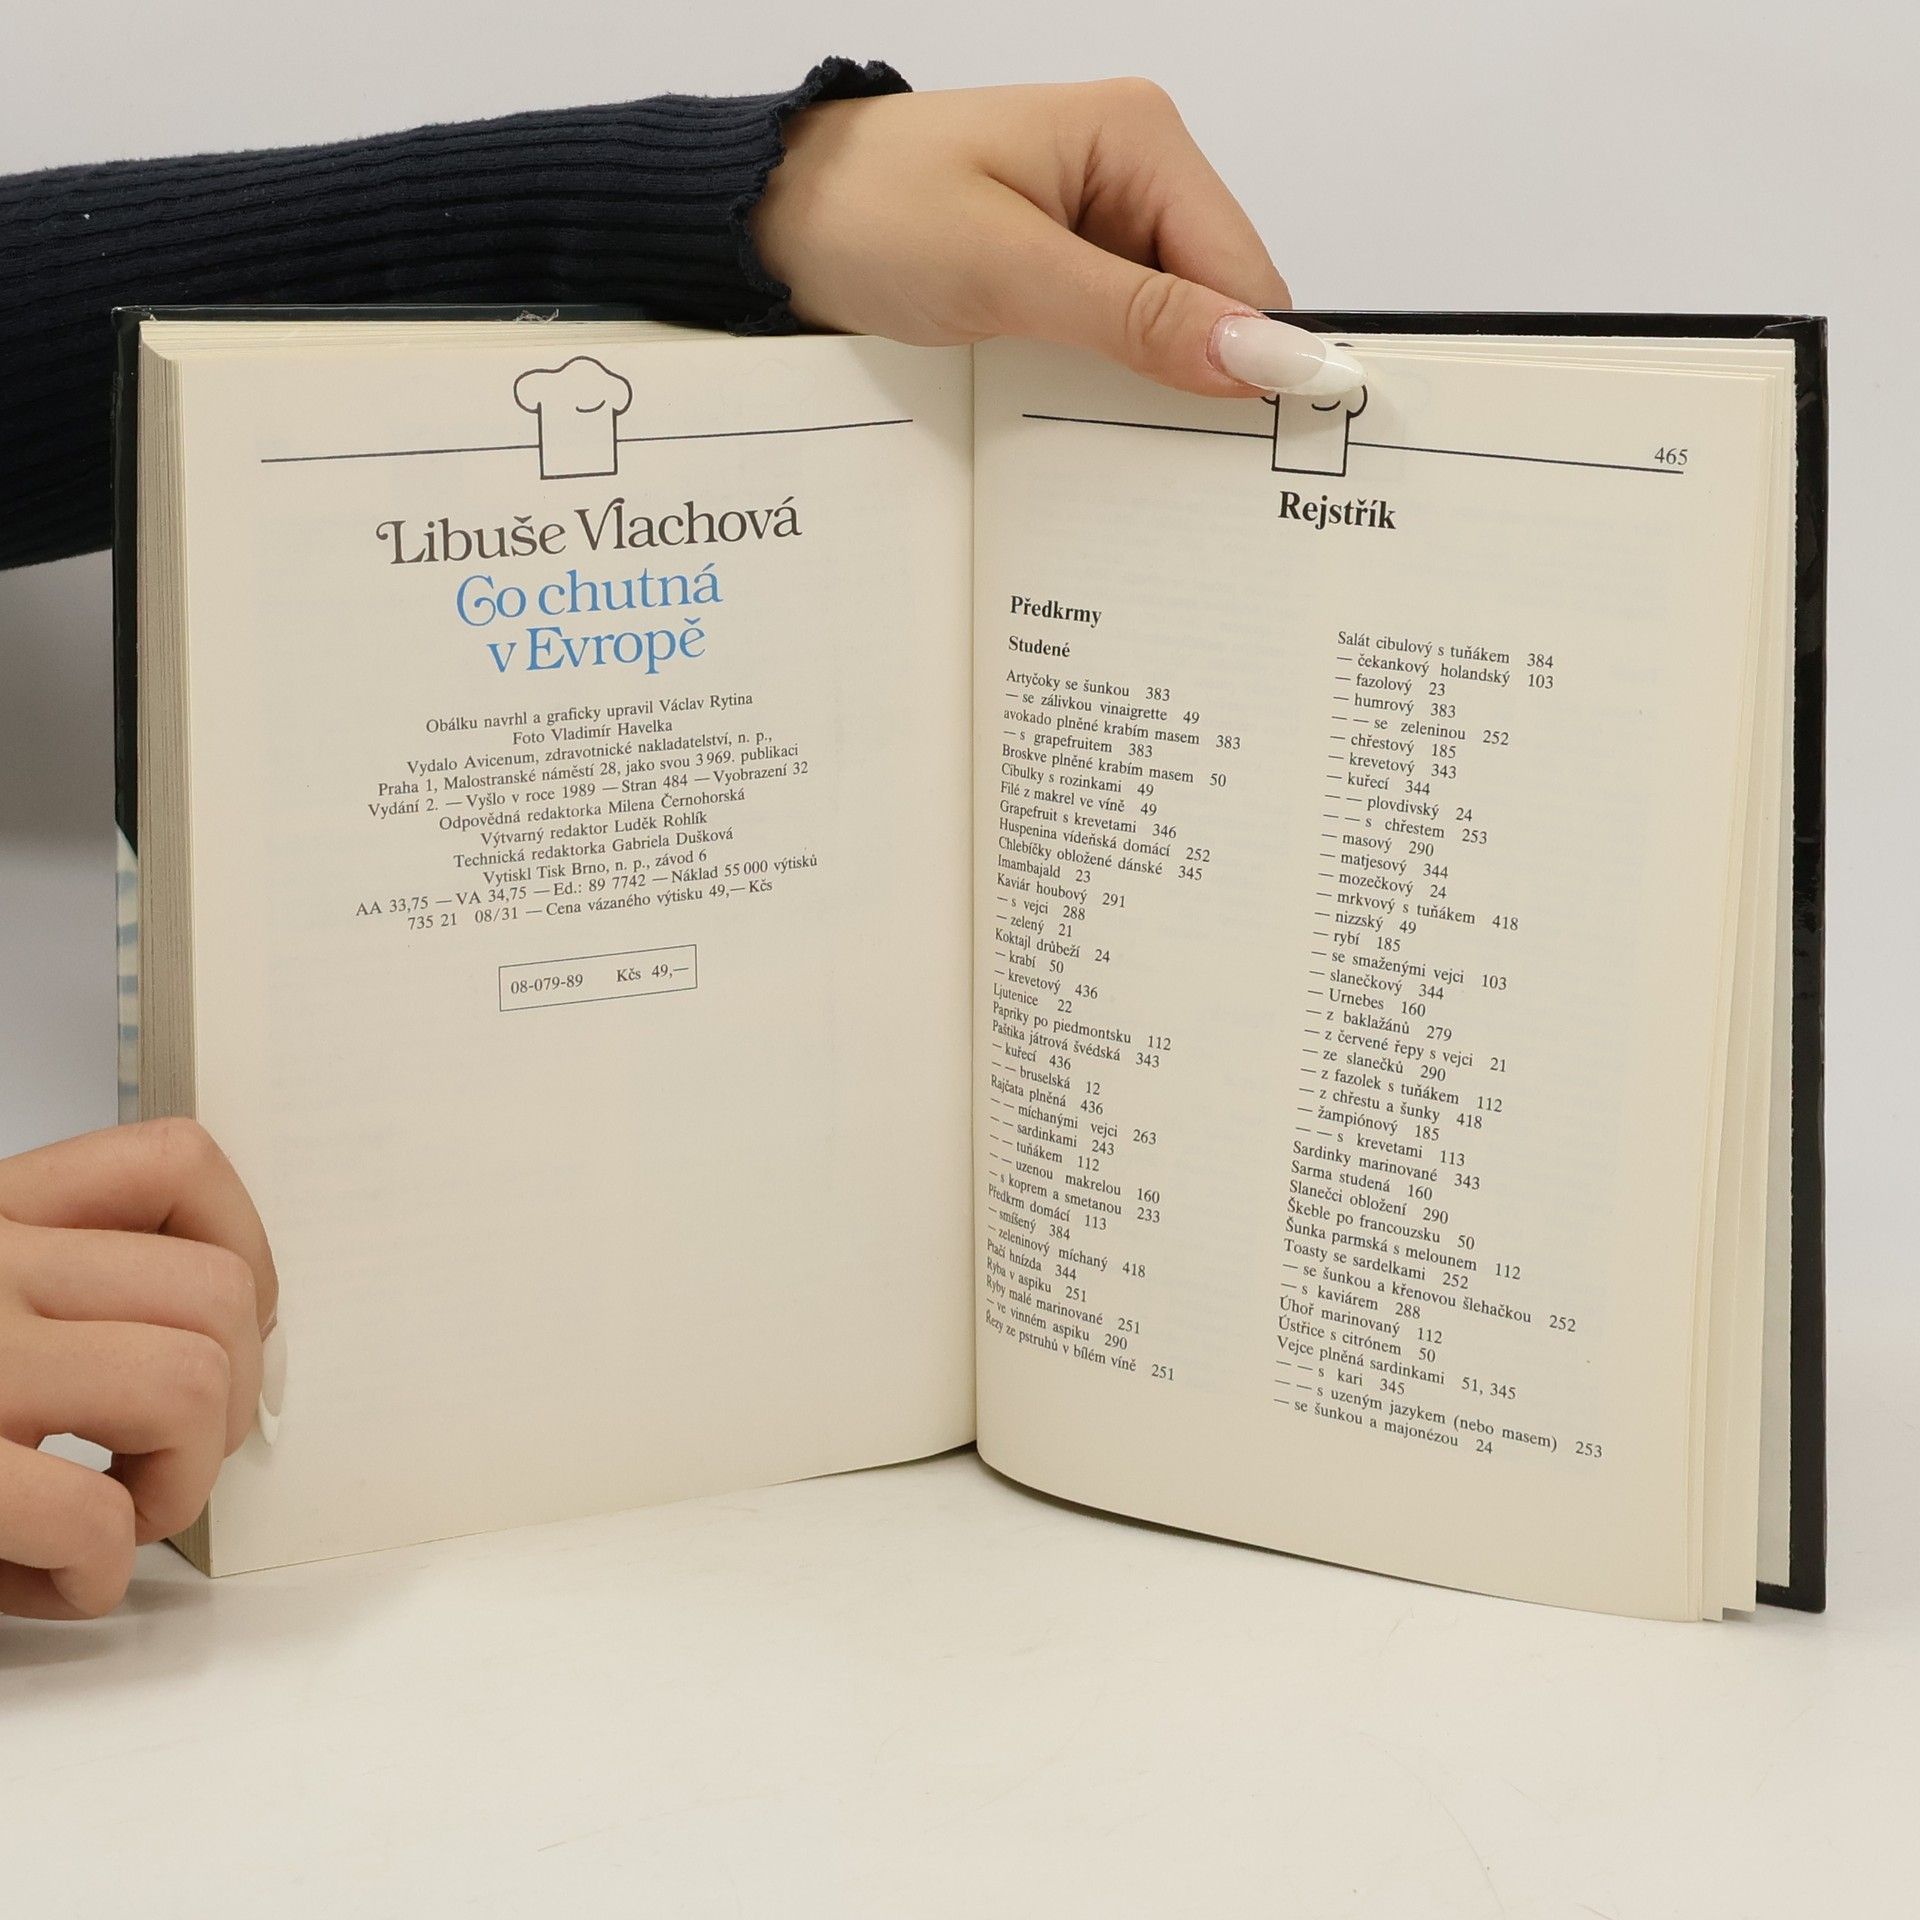 Libuše Vlachová
Co chutná
v Evropě
Obálku navrhl a graficky upravil Václav Rytina
Foto Vladimír Havelka
Vydalo Avicenum, zdravotnické nakladatelství, n. p.,
Praha 1, Malostranské náměstí 28, jako svou 3 969. publikaci
Vydání 2. — Vyšlo v roce 1989 — Stran 484 — Vyobrazení 32
Odpovědná redaktorka Milena Černohorská
Výtvarný redaktor Luděk Rohlík
Technická redaktorka Gabriela Dušková
Vytiskl Tisk Brno, n. p., závod 6
AA 33,75 — VA 34,75 — Ed.: 89 7742 — Náklad 55 000 výtisků
735 21 08/31 — Cena vázaného výtisku 49,— Kčs
08-079-89 Kčs 49,—
465
Rejstřík
Předkrmy
Studené
Artyčoky se šunkou 383
— se zálivkou vinaigrette 49
avokado plněné krabím masem 383
— s grapefruitem 383
Broskve plněné krabím masem 50
Cibulky s rozinkami 49
Filé z makrel ve víně 49
Grapefruit s krevetami 346
Huspenina vídeňská domácí 252
Chlebíčky obložené dánské 345
Imambajald 23
Kaviár houbový 291
— s vejci 288
— zelený 21
Koktajl drůbeží 24
— krabí 50
— krevetový 436
Ljutenice 22
Papriky po piedmontsku 112
Paštika játrová švédská 343
— kuřecí 436
— — bruselská 12
Rajčata plněná 436
— — míchanými vejci 263
— — sardinkami 243
— — tuňákem 112
— — uzenou makrelou 160
— s koprem a smetanou 233
Předkrm domácí 113
— smíšený 384
— zeleninový míchaný 418
Ptačí hnízda 344
Ryba v aspiku 251
Ryby malé marinované 251
— ve vinném aspiku 290
Řezy ze pstruhů v bílém víně 251
Salát cibulový s tuňákem 384
— čekankový holandský 103
— fazolový 23
— humrový 383
— — se zeleninou 252
— chřestový 185
— krevetový 343
— kuřecí 344
— — plovdivský 24
— — s chřestem 253
— masový 290
— matjesový 344
— mozečkový 24
— mrkvový s tuňákem 418
— nizzský 49
— rybí 185
— se smaženými vejci 103
— slanečkový 344
— Urnebes 160
— z baklažánů 279
— z červené řepy s vejci 21
— ze slanečků 290
— z fazolek s tuňákem 112
— z chřestu a šunky 418
— žampiónový 185
— — s krevetami 113
Sardinky marinované 343
Sarma studená 160
Slanečci obložení 290
Škeble po francouzsku 50
Šunka parmská s melounem 112
Toasty se sardelkami 252
— se šunkou a křenovou šlehačkou 252
— s kaviárem 288
Úhoř marinovaný 112
Ústřice s citrónem 50
Vejce plněná sardinkami 51, 345
— — s kari 345
— — s uzeným jazykem (nebo masem) 253
— se šunkou a majonézou 24